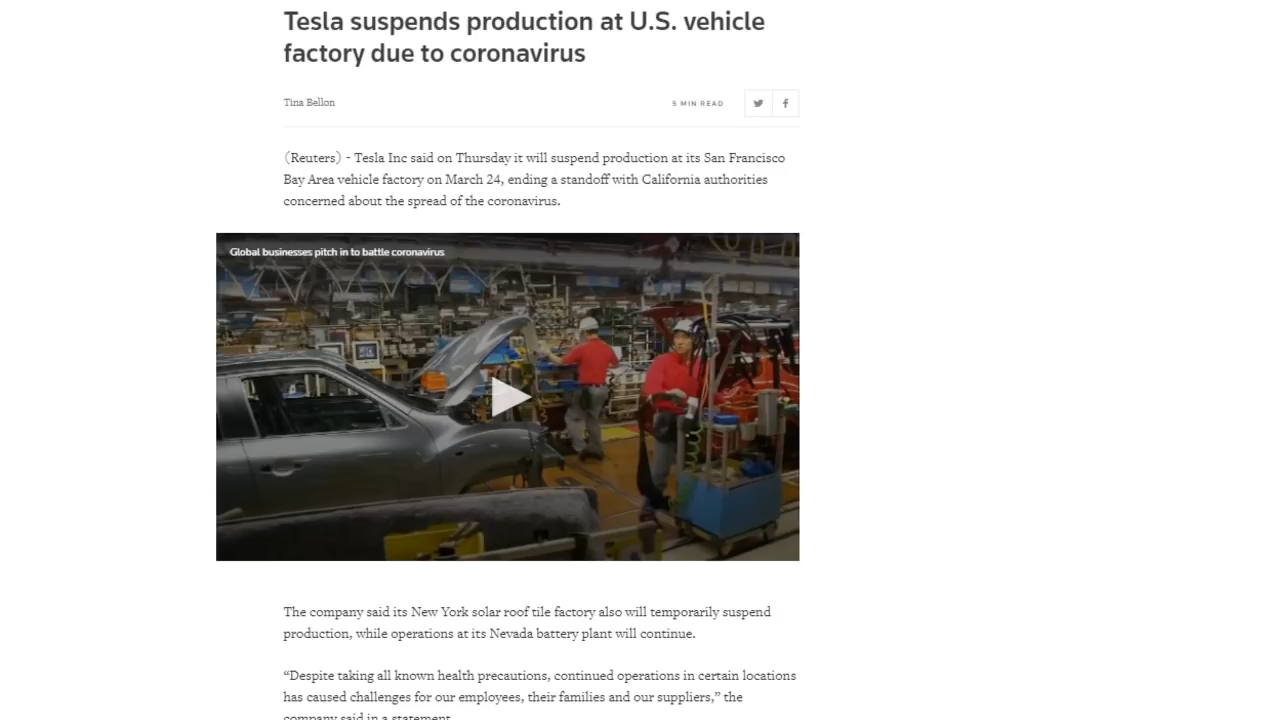 Tesla suspends production at U.S. vehicle
factory due to coronavirus
Tina Bellon
5 MIN READ
(Reuters) - Tesla Inc said on Thursday it will suspend production at its San Francisco
Bay Area vehicle factory on March 24, ending a standoff with California authorities
concerned about the spread of the coronavirus.
Global businesses pitch in to battle coronavirus
The company said its New York solar roof tile factory also will temporarily suspend
production, while operations at its Nevada battery plant will continue.
“Despite taking all known health precautions, continued operations in certain locations
has caused challenges for our employees, their families and our suppliers,” the
company said in a statement.